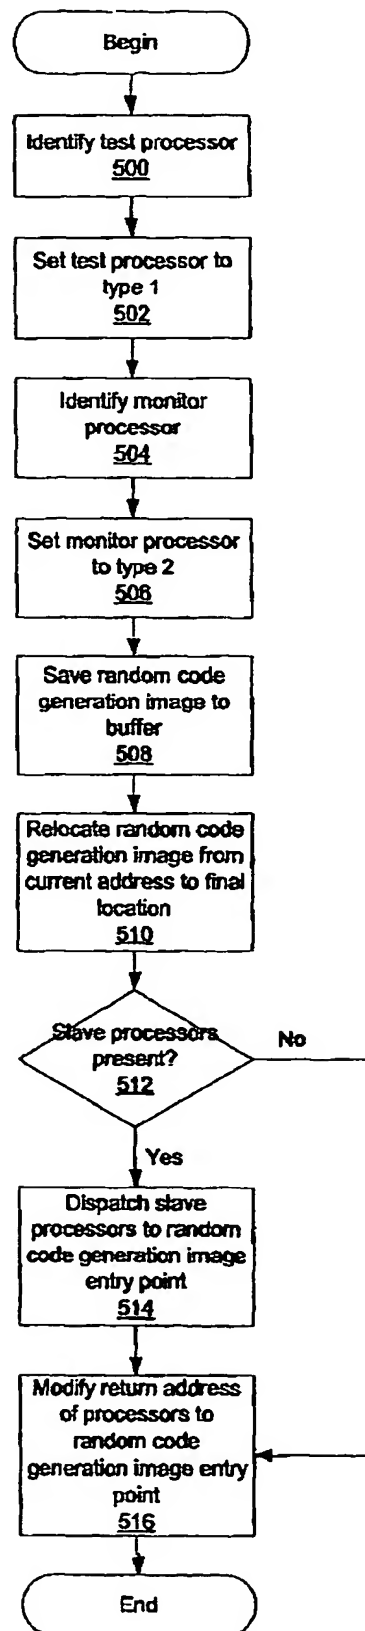 Begin
Identify test processor
500
Set test processor to
type 1
502
Identify monitor
processor
504
Set monitor processor
to type 2
506
Save random code
generation image to
buffer
508
Relocate random code
generation image from
current address to final
location
510
Slave processors
present?
512
No
Yes
Dispatch slave
processors to random
code generation image
entry point
514
Modify return address
of processors to
random code
generation image entry
point
516
End